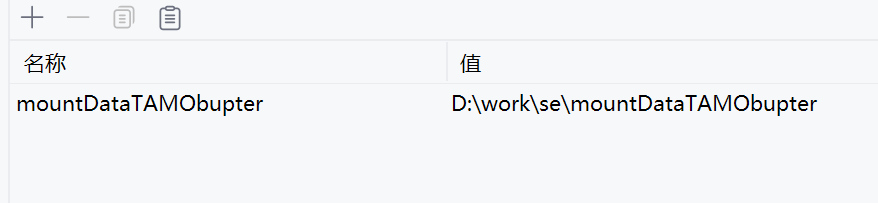 名称 值
mountDataTAMObupter D:\work\se\mountDataTAMObupter